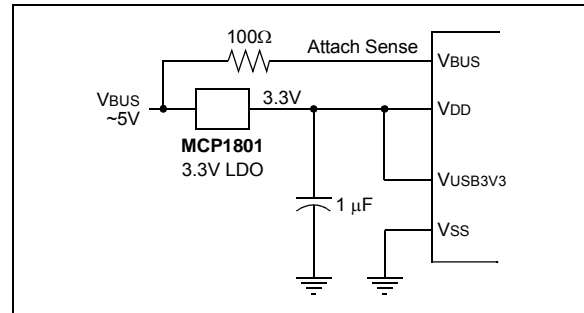 100Ω
Attach Sense
VBUS
VBUS
~5V
3.3V
VDD
MCP1801
3.3V LDO
VUSB3V3
1 μF
VSS